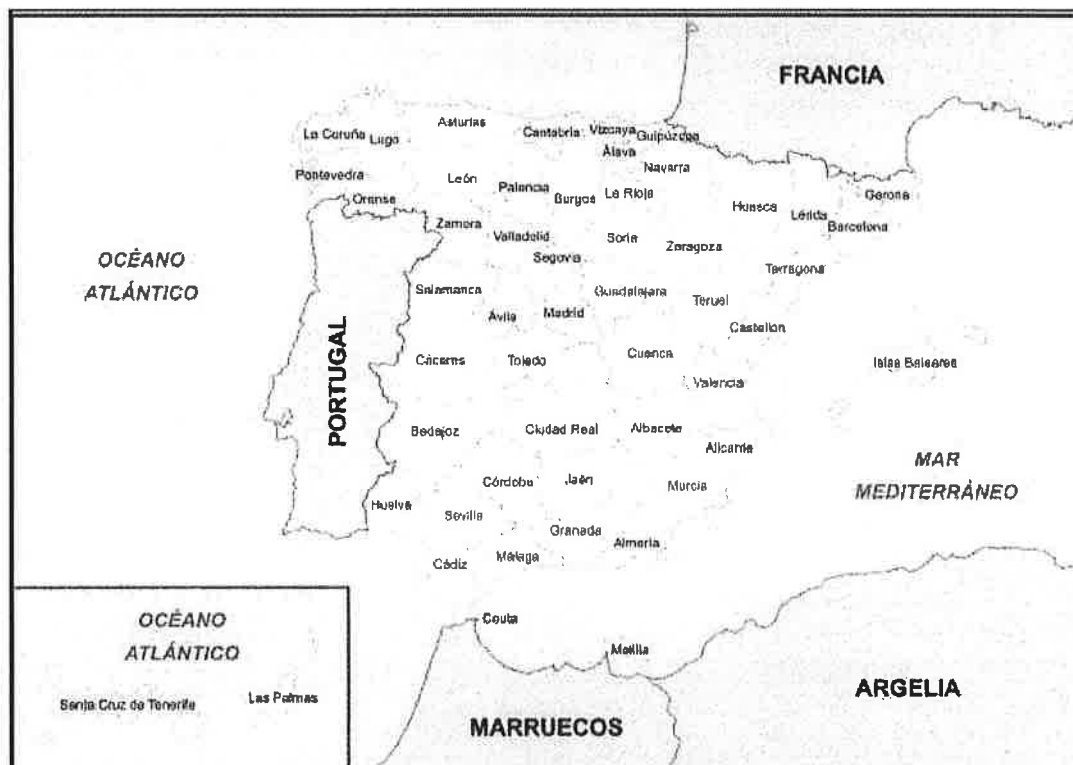 FRANCIA
Asturias
La Coruña
Lugo
Cantabria
Vizcaya
Guipúzcoa
Álava
Navarra
Pontevedra
León
Palencia
Burgos
La Rioja
Orense
Huesca
Lérida
Gerona
Barcelona
Zamora
Valladolid
Soria
Zaragoza
Segovia
Tarragona
OCÉANO
ATLÁNTICO
Salamanca
Guadalajara
Teruel
Ávila
Madrid
Castellón
PORTUGAL
Cáceres
Toledo
Cuenca
Valencia
Islas Baleares
Badajoz
Ciudad Real
Albacete
Alicante
MAR
MEDITERRÁNEO
Córdoba
Jaén
Murcia
Huelva
Sevilla
Granada
Almería
Cádiz
Málaga
Ceuta
Melilla
OCÉANO
ATLÁNTICO
Santa Cruz de Tenerife
Las Palmas
MARRUECOS
ARGELIA